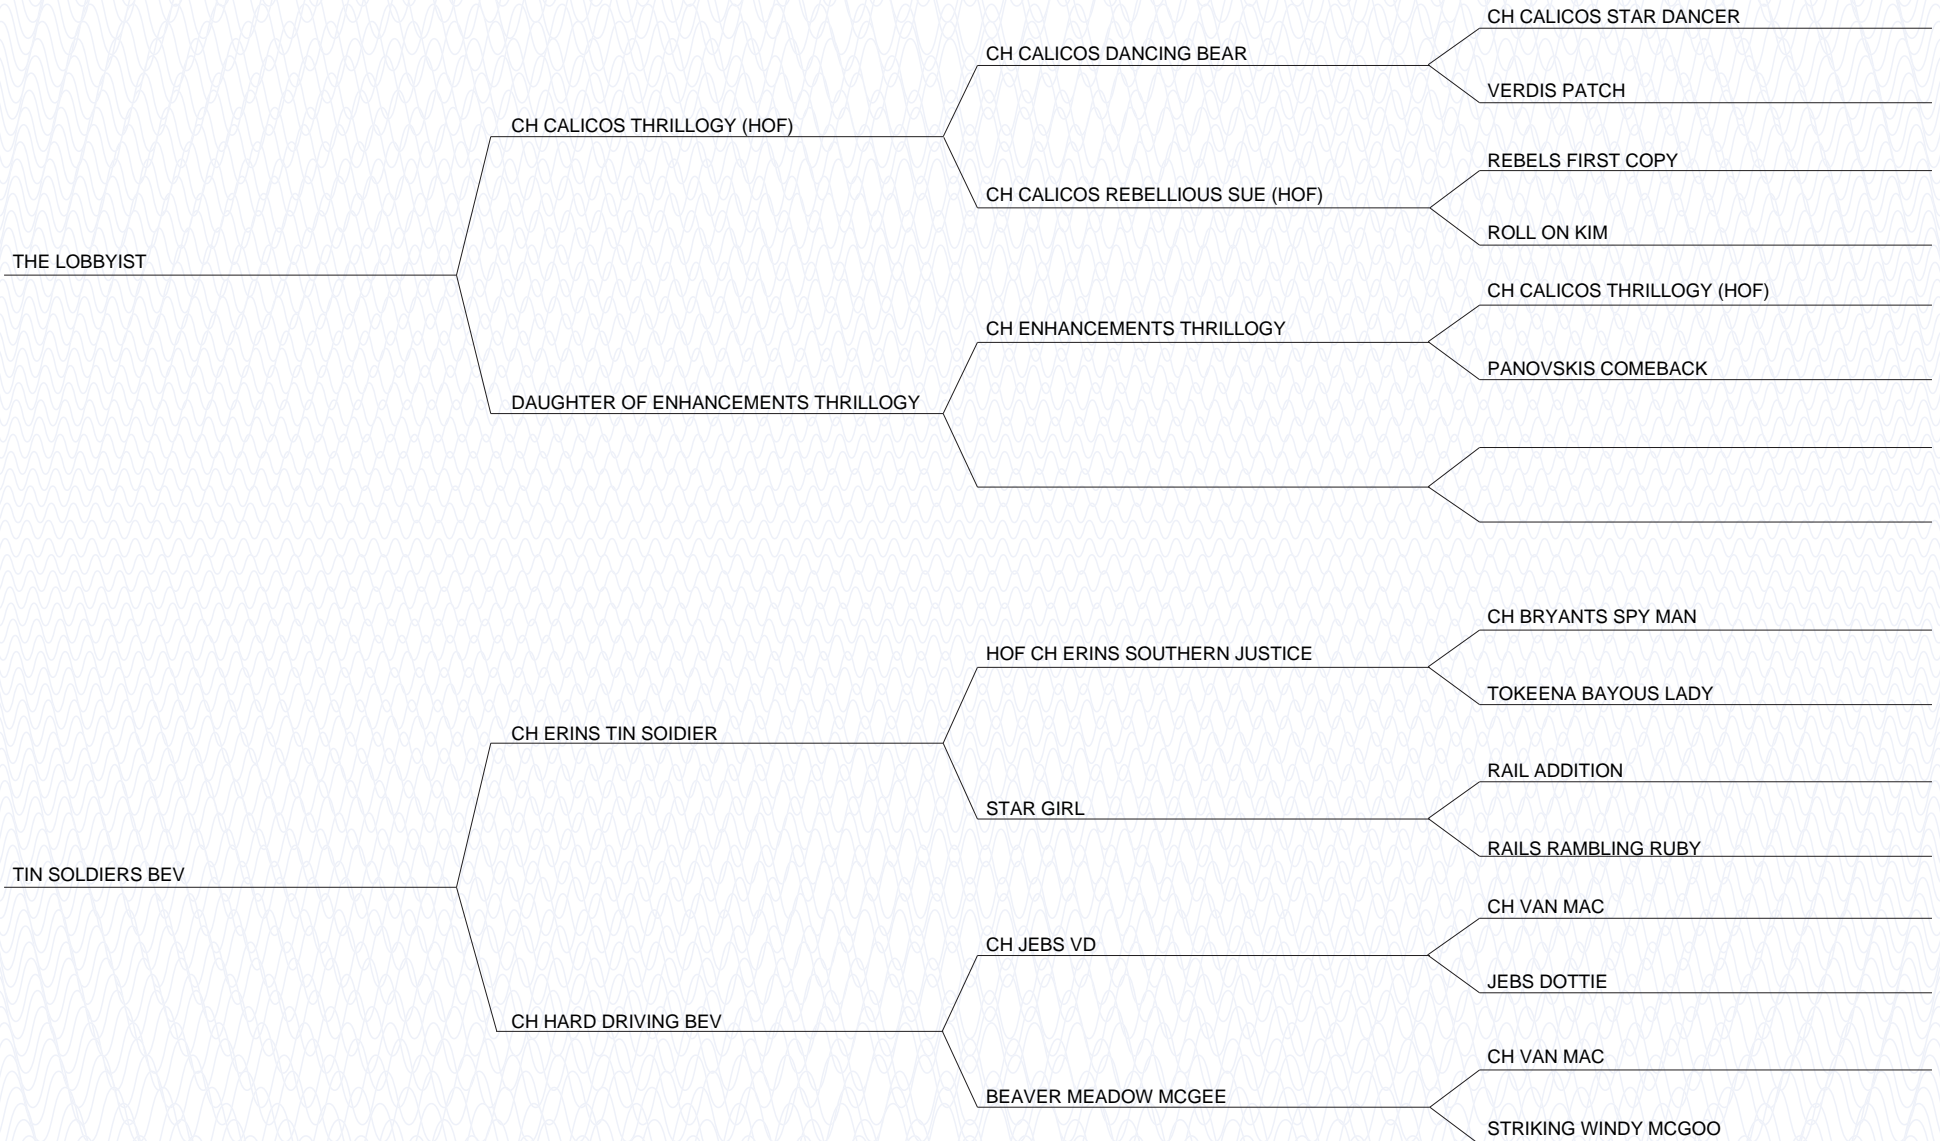 CH CALICOS STAR DANCER
CH CALICOS DANCING BEAR
VERDIS PATCH
CH CALICOS THRILLOGY (HOF)
REBELS FIRST COPY
CH CALICOS REBELLIOUS SUE (HOF)
ROLL ON KIM
THE LOBBYIST
CH CALICOS THRILLOGY (HOF)
CH ENHANCEMENTS THRILLOGY
PANOVSKIS COMEBACK
DAUGHTER OF ENHANCEMENTS THRILLOGY
CH BRYANTS SPY MAN
HOF CH ERINS SOUTHERN JUSTICE
TOKEENA BAYOUS LADY
CH ERINS TIN SOIDIER
RAIL ADDITION
STAR GIRL
RAILS RAMBLING RUBY
TIN SOLDIERS BEV
CH VAN MAC
CH JEBS VD
JEBS DOTTIE
CH HARD DRIVING BEV
CH VAN MAC
BEAVER MEADOW MCGEE
STRIKING WINDY MCGOO